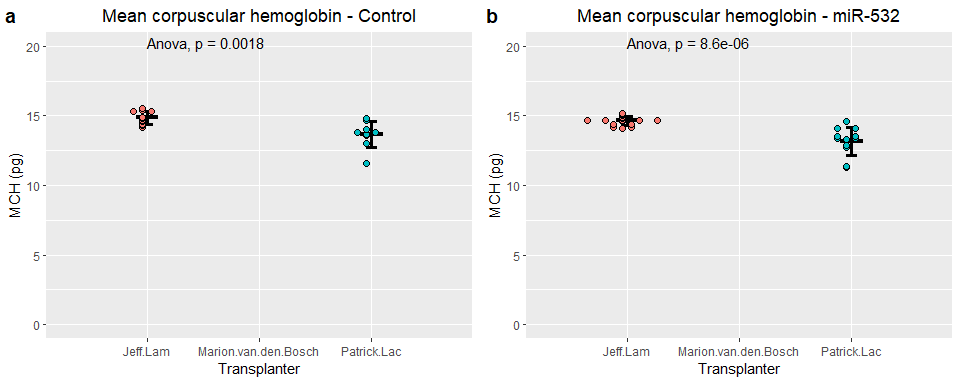 a
Mean corpuscular hemoglobin - Control
Anova, p = 0.0018
20
15
10
5
0
MCH (pg)
Jeff.Lam
Marion.van.den.Bosch
Patrick.Lac
Transplanter
b
Mean corpuscular hemoglobin - miR-532
Anova, p = 8.6e-06
20
15
10
5
0
MCH (pg)
Jeff.Lam
Marion.van.den.Bosch
Patrick.Lac
Transplanter